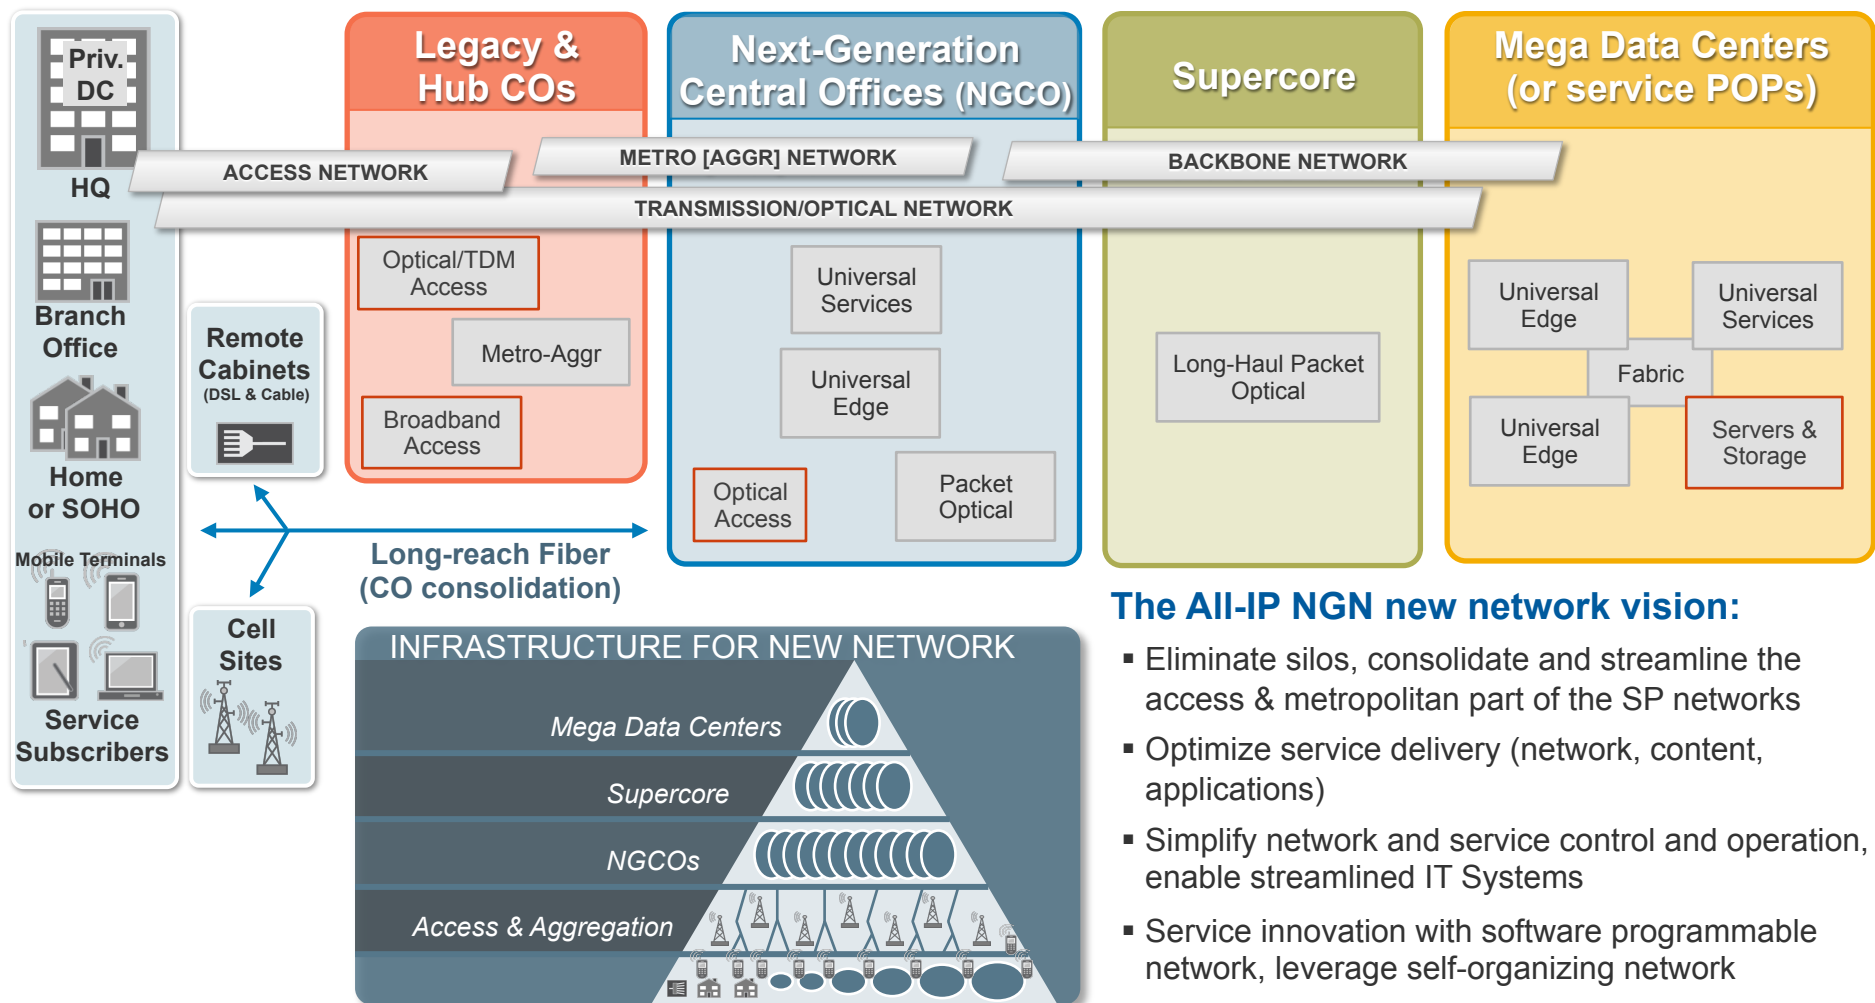 Priv.
DC
HQ
Branch
Office
Home
or SOHO
Mobile Terminals
Service
Subscribers
Remote
Cabinets
(DSL & Cable)
Cell
Sites
Legacy &
Hub COs
Next-Generation
Central Offices (NGCO)
Supercore
Mega Data Centers
(or service POPs)
ACCESS NETWORK
METRO [AGGR] NETWORK
BACKBONE NETWORK
TRANSMISSION/OPTICAL NETWORK
Optical/TDM
Access
Metro-Aggr
Broadband
Access
Universal
Services
Universal
Edge
Optical
Access
Packet
Optical
Long-Haul Packet
Optical
Universal
Edge
Universal
Services
Fabric
Universal
Edge
Servers &
Storage
Long-reach Fiber
(CO consolidation)
INFRASTRUCTURE FOR NEW NETWORK
Mega Data Centers
Supercore
NGCOs
Access & Aggregation
The All-IP NGN new network vision:
▪ Eliminate silos, consolidate and streamline the
access & metropolitan part of the SP networks
▪ Optimize service delivery (network, content,
applications)
▪ Simplify network and service control and operation,
enable streamlined IT Systems
▪ Service innovation with software programmable
network, leverage self-organizing network